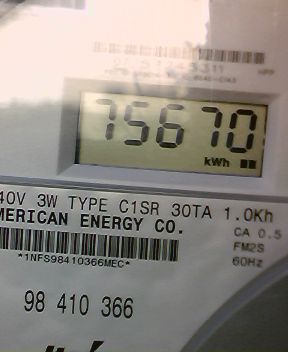 75670
kWh
40V 3W TYPE C1SR 30TA 1.0Kh
MERICAN ENERGY CO.
CA 0.5
FM2S
*1NFS98410366MEC*
60Hz
98 410 366